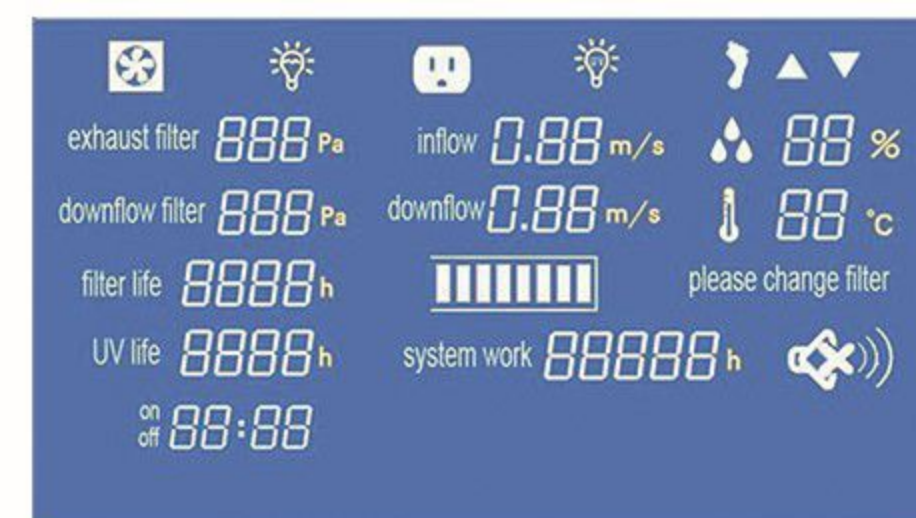 UV
exhaust filter 888 Pa
inflow 0.88 m/s
88 %
downflow filter 888 Pa
downflow 0.88 m/s
88 °C
filter life 8888 h
please change filter
UV life 8888 h
system work 88888 h
on
off 88:88